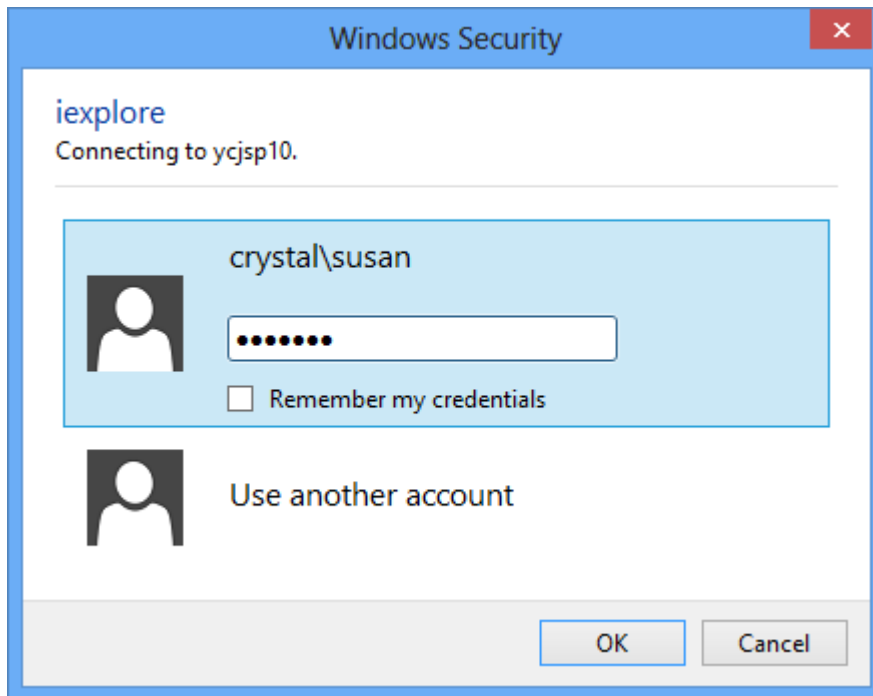 Windows Security
iexplore
Connecting to ycjsp10.
crystal\susan
•••••••
Remember my credentials
Use another account
OK
Cancel